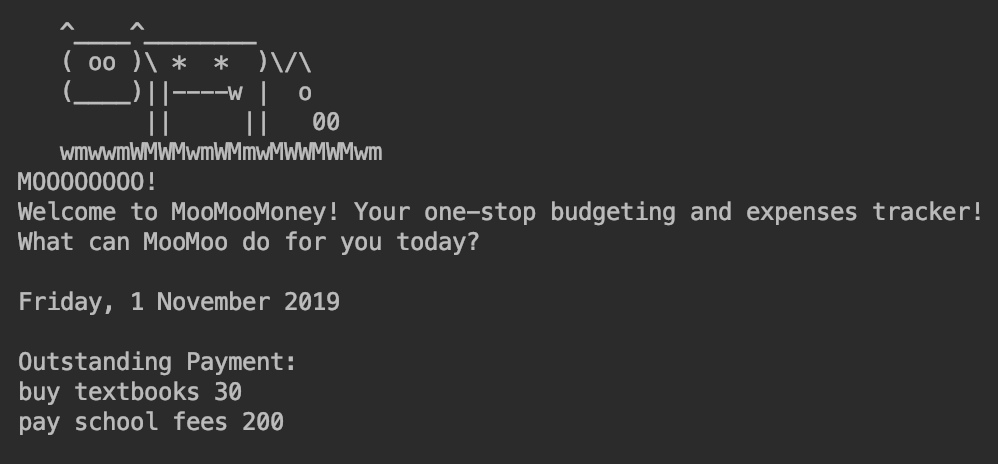 ^____^________
   ( oo )\ *  *  )\/\
   (____)||----w |  o
         ||     ||   00
   wmwwmWMWMwmWMmwMWWMWMwm
MOOOOOOOO!
Welcome to MooMooMoney! Your one-stop budgeting and expenses tracker!
What can MooMoo do for you today?

Friday, 1 November 2019

Outstanding Payment:
buy textbooks 30
pay school fees 200